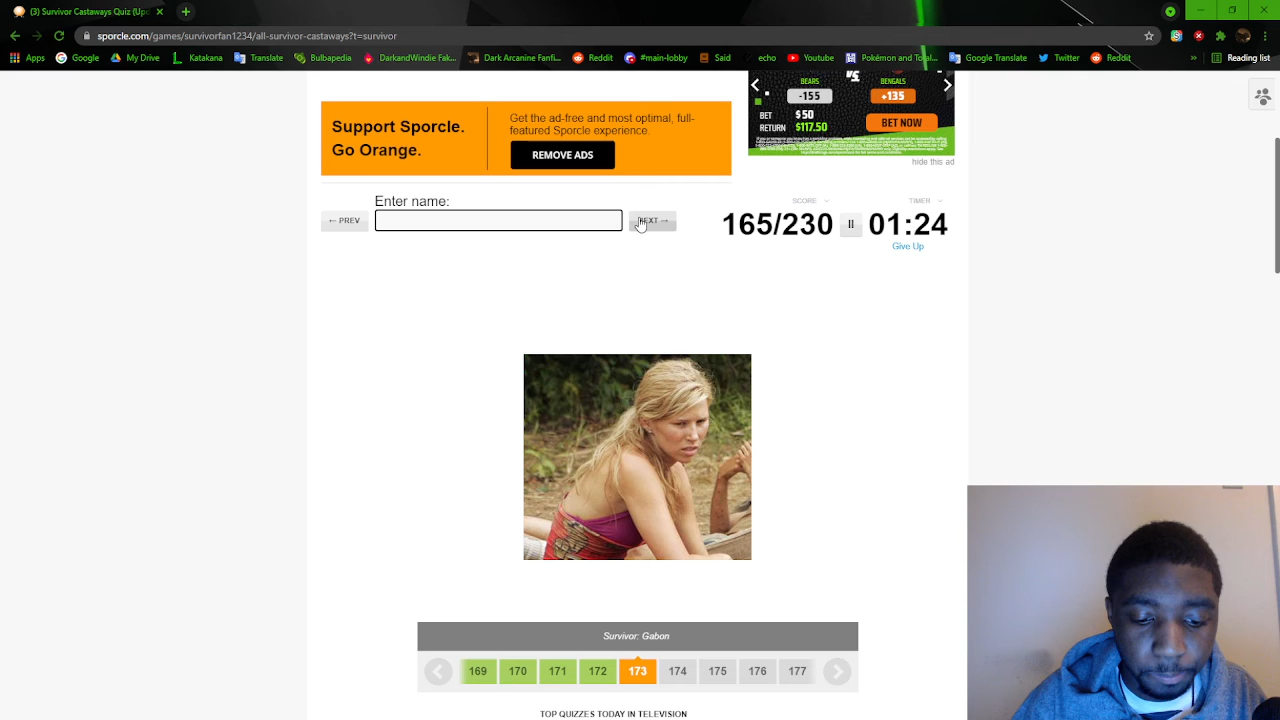 (3) Survivor Castaways Quiz (Up
sporcle.com/games/survivorfan1234/all-survivor-castaways?t=survivor
Apps
Google
My Drive
Katakana
Translate
Bulbapedia
DarkandWindie Fak...
Dark Arcanine Fanfi...
Reddit
#main-lobby
Said
echo
Youtube
Pokémon and Total...
Google Translate
Twitter
Reddit
Reading list
Support Sporcle.
Go Orange.
Get the ad-free and most optimal, full-
featured Sporcle experience.
REMOVE ADS
VS
BEARS
BENGALS
-155
+135
BET $50
RETURN $117.50
BET NOW
hide this ad
Enter name:
← PREV
NEXT →
SCORE
TIMER
165/230
01:24
Give Up
Survivor: Gabon
169 170 171 172 173 174 175 176 177
TOP QUIZZES TODAY IN TELEVISION